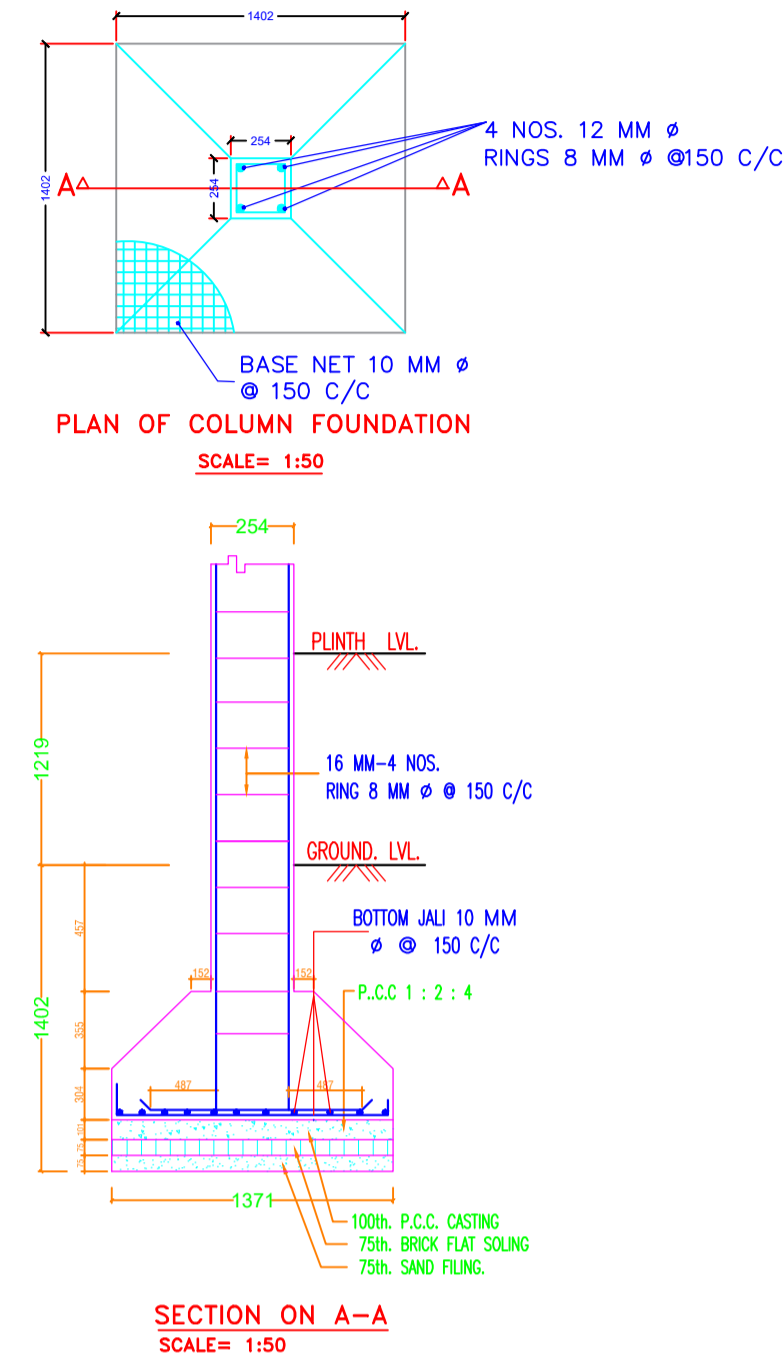 1402
254
4 NOS. 12 MM ø
RINGS 8 MM ø @150 C/C
1402
254
A
A
BASE NET 10 MM ø
@ 150 C/C
PLAN OF COLUMN FOUNDATION
SCALE= 1:50
254
PLINTH LVL.
1219
16 MM-4 NOS.
RING 8 MM ø @ 150 C/C
GROUND. LVL.
457
BOTTOM JALI 10 MM
ø @ 150 C/C
152
152
P..C.C 1 : 2 : 4
1402
355
304
487
487
101
75
75
1371
100th. P.C.C. CASTING
75th. BRICK FLAT SOLING
75th. SAND FILING.
SECTION ON A-A
SCALE= 1:50